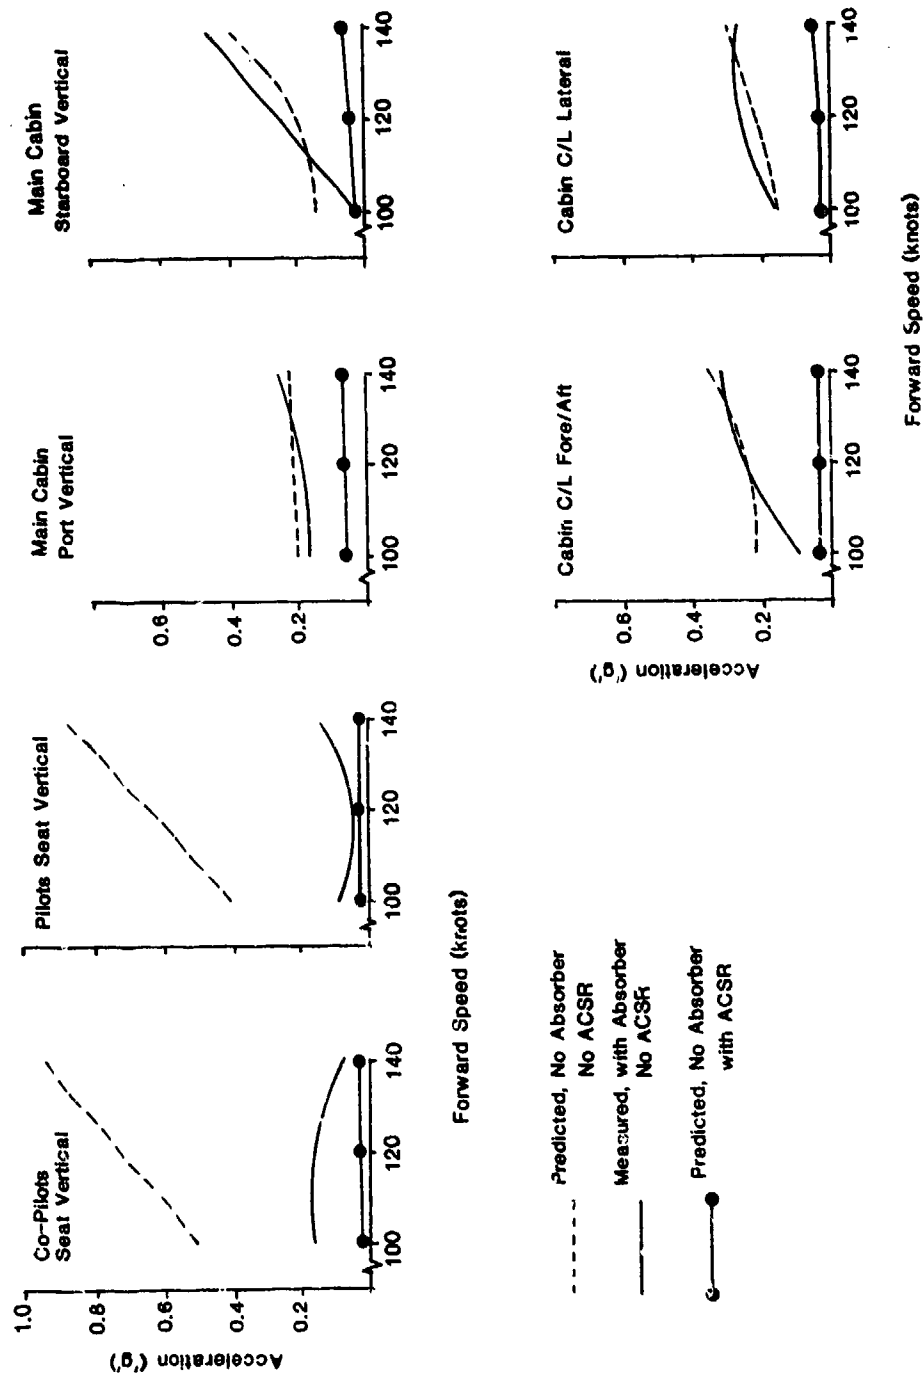 Co-Pilots
Seat Vertical
Pilots Seat Vertical
Main Cabin
Port Vertical
Main Cabin
Starboard Vertical
Acceleration ('g')
1.0
0.8
0.6
0.4
0.2
100 120 140
100 120 140
0.6
0.4
0.2
100 120 140
100 120 140
Forward Speed (knots)
Predicted, No Absorber
No ACSR
Measured, with Absorber
No ACSR
Predicted, No Absorber
with ACSR
Cabin C/L Fore/Aft
Cabin C/L Lateral
Acceleration ('g')
0.6
0.4
0.2
100 120 140
100 120 140
Forward Speed (knots)